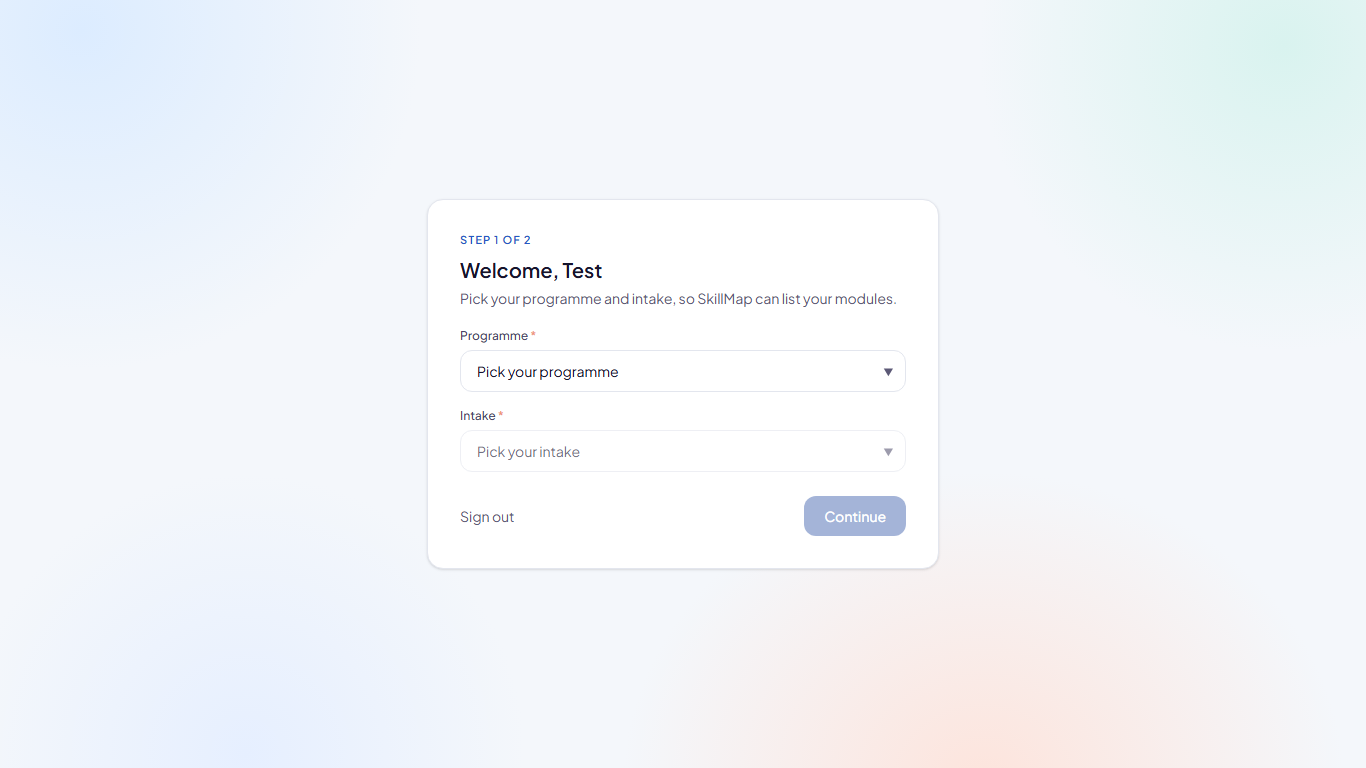 STEP 1 OF 2
Welcome, Test
Pick your programme and intake, so SkillMap can list your modules.
Programme *
Pick your programme
Intake *
Pick your intake
Sign out
Continue